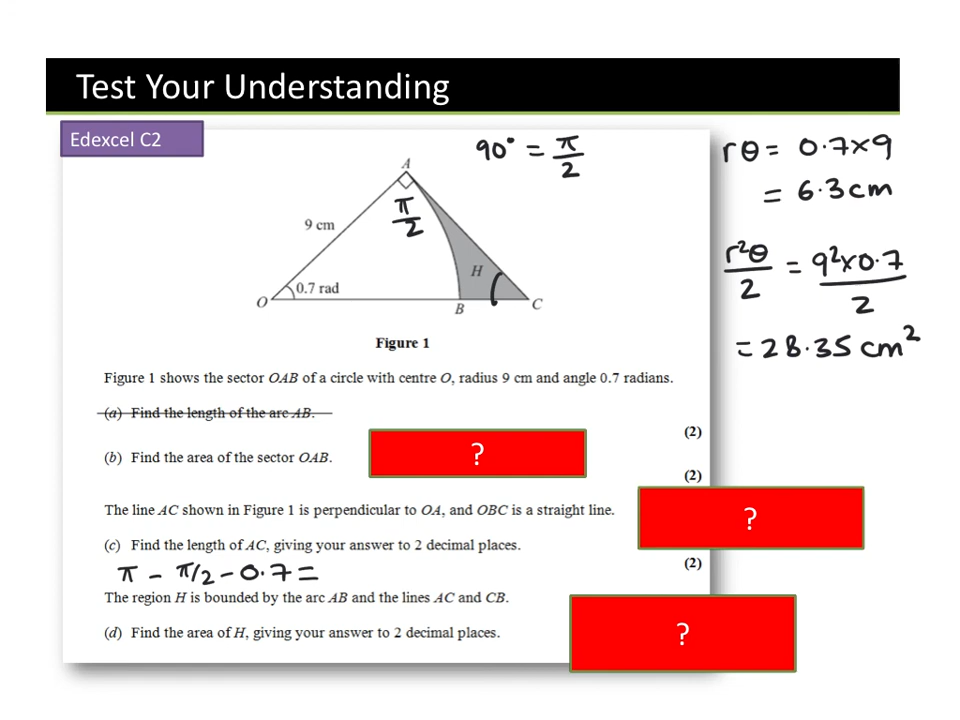 Test Your Understanding
Edexcel C2
90° = π/2
A
π/2
9 cm
H
0.7 rad
O
B
C
Figure 1
rθ = 0.7×9
= 6.3cm
r²θ/2 = 9²×0.7/2
= 28.35 cm²
Figure 1 shows the sector OAB of a circle with centre O, radius 9 cm and angle 0.7 radians.
(a) Find the length of the arc AB.
(2)
(b) Find the area of the sector OAB.
?
(2)
The line AC shown in Figure 1 is perpendicular to OA, and OBC is a straight line.
?
(c) Find the length of AC, giving your answer to 2 decimal places.
(2)
π - π/2 - 0.7 =
The region H is bounded by the arc AB and the lines AC and CB.
(d) Find the area of H, giving your answer to 2 decimal places.
?